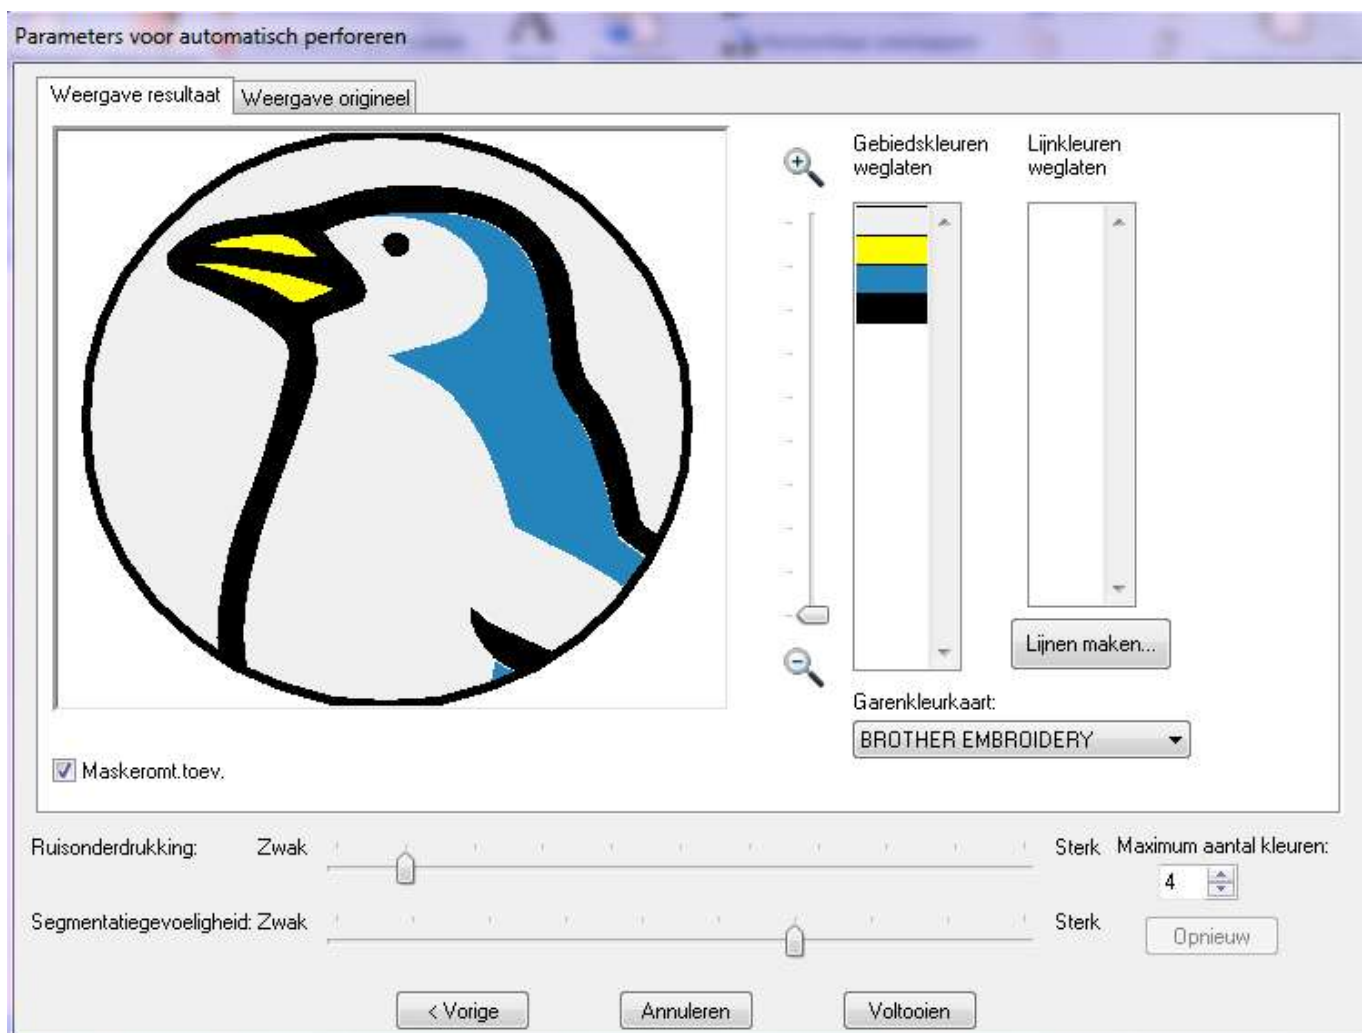 Parameters voor automatisch perforeren
Weergave resultaat
Weergave origineel
Gebiedskleuren
weglaten
Lijnkleuren
weglaten
Lijnen maken...
Garenkleurkaart:
BROTHER EMBROIDERY
Maskeromt.toev.
Ruisonderdrukking: Zwak Sterk
Maximum aantal kleuren:
4
Segmentatiegevoeligheid: Zwak Sterk
Opnieuw
< Vorige
Annuleren
Voltooien